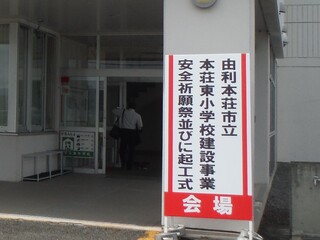 由利本荘市立
本荘東小学校建設事業
安全祈願祭並びに起工式
会場